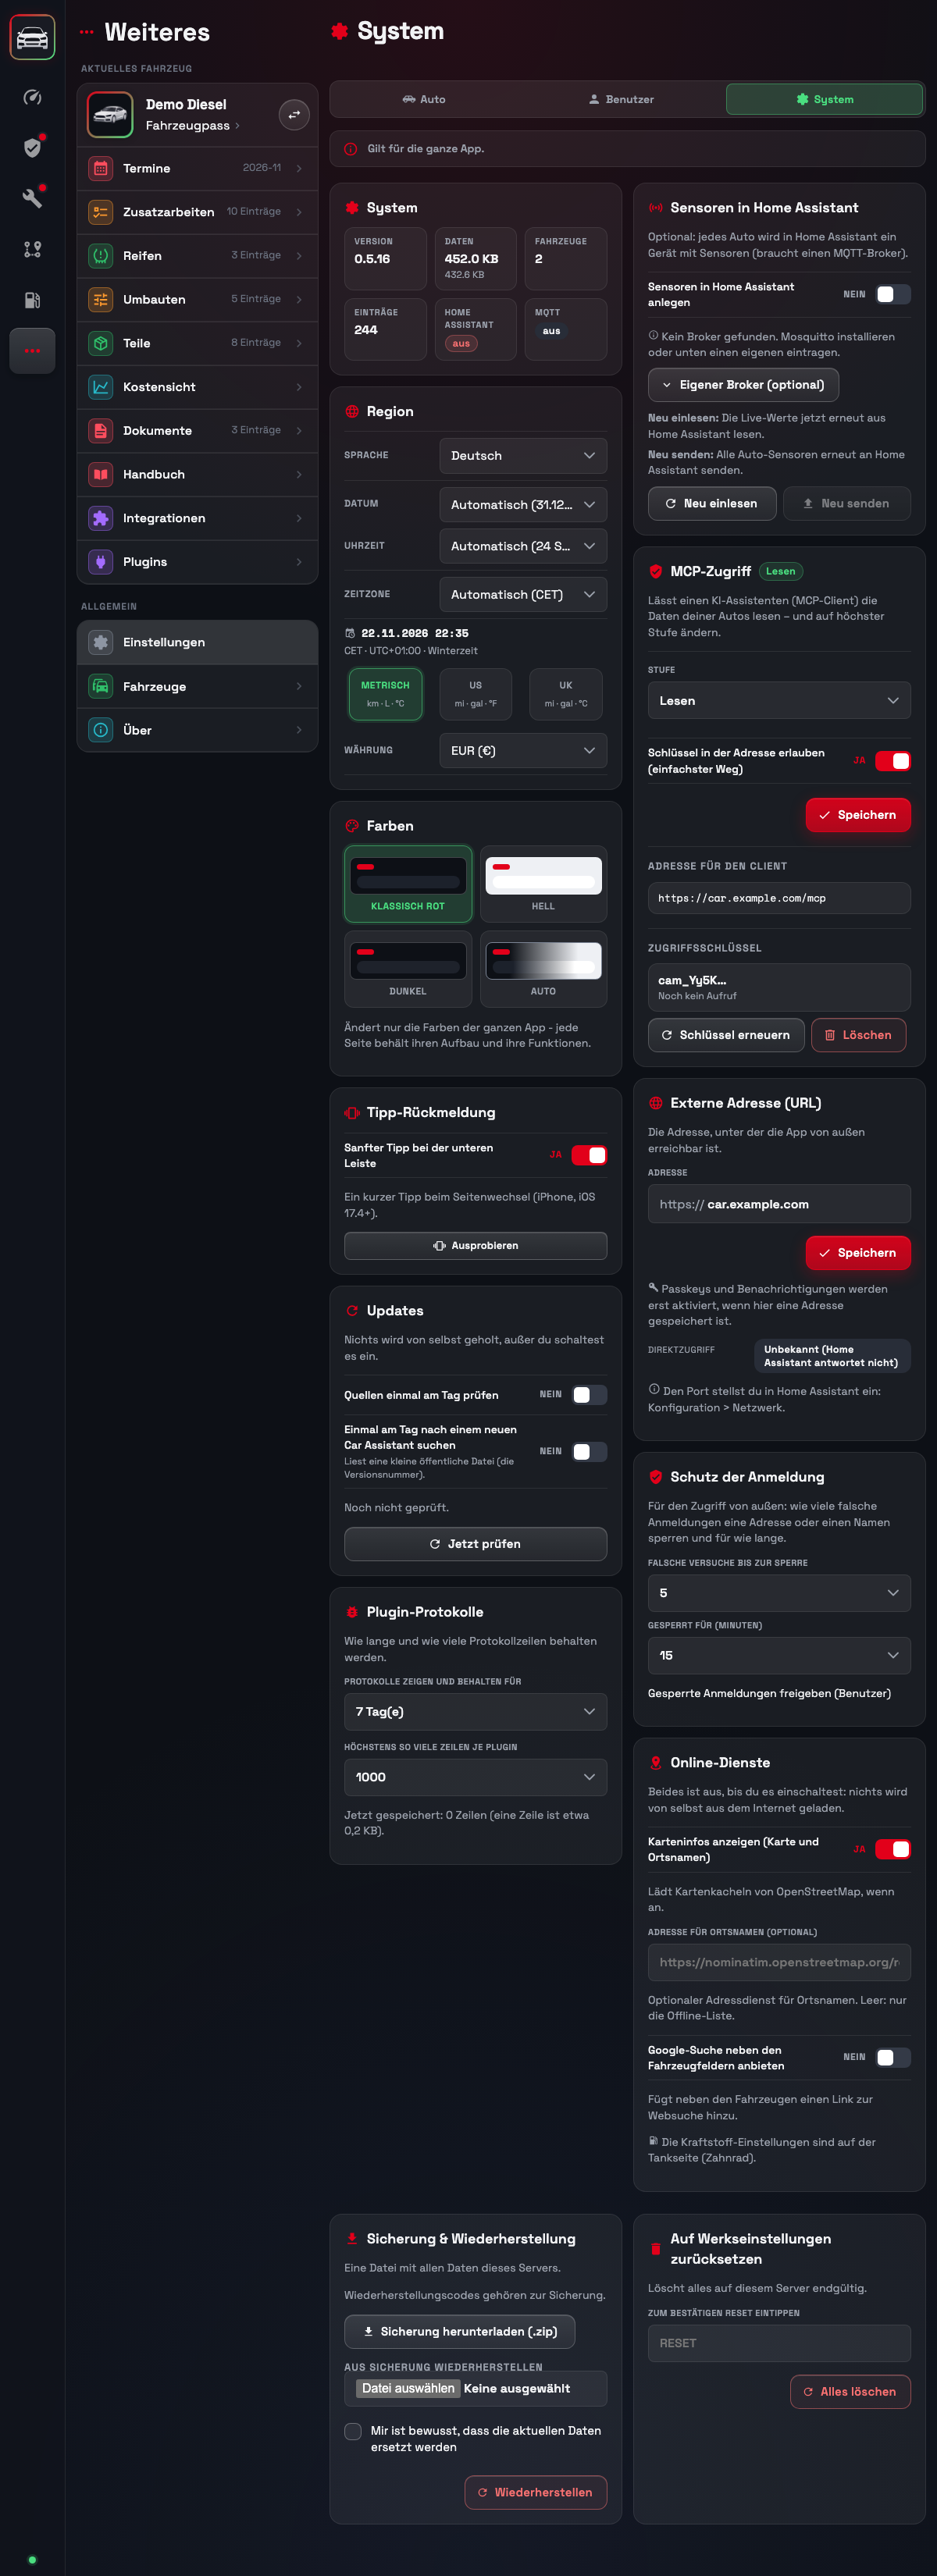 Weiteres
AKTUELLES FAHRZEUG
Demo Diesel
Fahrzeugpass
Termine 2026-11
Zusatzarbeiten 10 Einträge
Reifen 3 Einträge
Umbauten 5 Einträge
Teile 8 Einträge
Kostensicht
Dokumente 3 Einträge
Handbuch
Integrationen
Plugins
ALLGEMEIN
Einstellungen
Fahrzeuge
Über
System
Auto Benutzer System
Gilt für die ganze App.
System
VERSION
0.5.16
DATEN
452.0 KB
432.6 KB
FAHRZEUGE
2
EINTRÄGE
244
HOME
ASSISTANT
aus
MQTT
aus
Region
SPRACHE Deutsch
DATUM Automatisch (31.12...
UHRZEIT Automatisch (24 S...
ZEITZONE Automatisch (CET)
22.11.2026 22:35
CET · UTC+01:00 · Winterzeit
METRISCH
km · L · °C
US
mi · gal · °F
UK
mi · gal · °C
WÄHRUNG EUR (€)
Farben
KLASSISCH ROT
HELL
DUNKEL
AUTO
Ändert nur die Farben der ganzen App - jede
Seite behält ihren Aufbau und ihre Funktionen.
Tipp-Rückmeldung
Sanfter Tipp bei der unteren
Leiste
JA
Ein kurzer Tipp beim Seitenwechsel (iPhone, iOS
17.4+).
Ausprobieren
Updates
Nichts wird von selbst geholt, außer du schaltest
es ein.
Quellen einmal am Tag prüfen NEIN
Einmal am Tag nach einem neuen
Car Assistant suchen
Liest eine kleine öffentliche Datei (die
Versionsnummer).
NEIN
Noch nicht geprüft.
Jetzt prüfen
Plugin-Protokolle
Wie lange und wie viele Protokollzeilen behalten
werden.
PROTOKOLLE ZEIGEN UND BEHALTEN FÜR
7 Tag(e)
HÖCHSTENS SO VIELE ZEILEN JE PLUGIN
1000
Jetzt gespeichert: 0 Zeilen (eine Zeile ist etwa
0,2 KB).
Sensoren in Home Assistant
Optional: jedes Auto wird in Home Assistant ein
Gerät mit Sensoren (braucht einen MQTT-Broker).
Sensoren in Home Assistant
anlegen
NEIN
Kein Broker gefunden. Mosquitto installieren
oder unten einen eigenen eintragen.
Eigener Broker (optional)
Neu einlesen: Die Live-Werte jetzt erneut aus
Home Assistant lesen.
Neu senden: Alle Auto-Sensoren erneut an Home
Assistant senden.
Neu einlesen Neu senden
MCP-Zugriff Lesen
Lässt einen KI-Assistenten (MCP-Client) die
Daten deiner Autos lesen – und auf höchster
Stufe ändern.
STUFE
Lesen
Schlüssel in der Adresse erlauben
(einfachster Weg)
JA
Speichern
ADRESSE FÜR DEN CLIENT
https://car.example.com/mcp
ZUGRIFFSSCHLÜSSEL
cam_Yy5K...
Noch kein Aufruf
Schlüssel erneuern Löschen
Externe Adresse (URL)
Die Adresse, unter der die App von außen
erreichbar ist.
ADRESSE
https:// car.example.com
Speichern
Passkeys und Benachrichtigungen werden
erst aktiviert, wenn hier eine Adresse
gespeichert ist.
DIREKTZUGRIFF
Unbekannt (Home
Assistant antwortet nicht)
Den Port stellst du in Home Assistant ein:
Konfiguration > Netzwerk.
Schutz der Anmeldung
Für den Zugriff von außen: wie viele falsche
Anmeldungen eine Adresse oder einen Namen
sperren und für wie lange.
FALSCHE VERSUCHE BIS ZUR SPERRE
5
GESPERRT FÜR (MINUTEN)
15
Gesperrte Anmeldungen freigeben (Benutzer)
Online-Dienste
Beides ist aus, bis du es einschaltest: nichts wird
von selbst aus dem Internet geladen.
Karteninfos anzeigen (Karte und
Ortsnamen)
JA
Lädt Kartenkacheln von OpenStreetMap, wenn
an.
ADRESSE FÜR ORTSNAMEN (OPTIONAL)
https://nominatim.openstreetmap.org/r
Optionaler Adressdienst für Ortsnamen. Leer: nur
die Offline-Liste.
Google-Suche neben den
Fahrzeugfeldern anbieten
NEIN
Fügt neben den Fahrzeugen einen Link zur
Websuche hinzu.
Die Kraftstoff-Einstellungen sind auf der
Tankseite (Zahnrad).
Sicherung & Wiederherstellung
Eine Datei mit allen Daten dieses Servers.
Wiederherstellungscodes gehören zur Sicherung.
Sicherung herunterladen (.zip)
AUS SICHERUNG WIEDERHERSTELLEN
Datei auswählen Keine ausgewählt
Mir ist bewusst, dass die aktuellen Daten
ersetzt werden
Wiederherstellen
Auf Werkseinstellungen
zurücksetzen
Löscht alles auf diesem Server endgültig.
ZUM BESTÄTIGEN RESET EINTIPPEN
RESET
Alles löschen